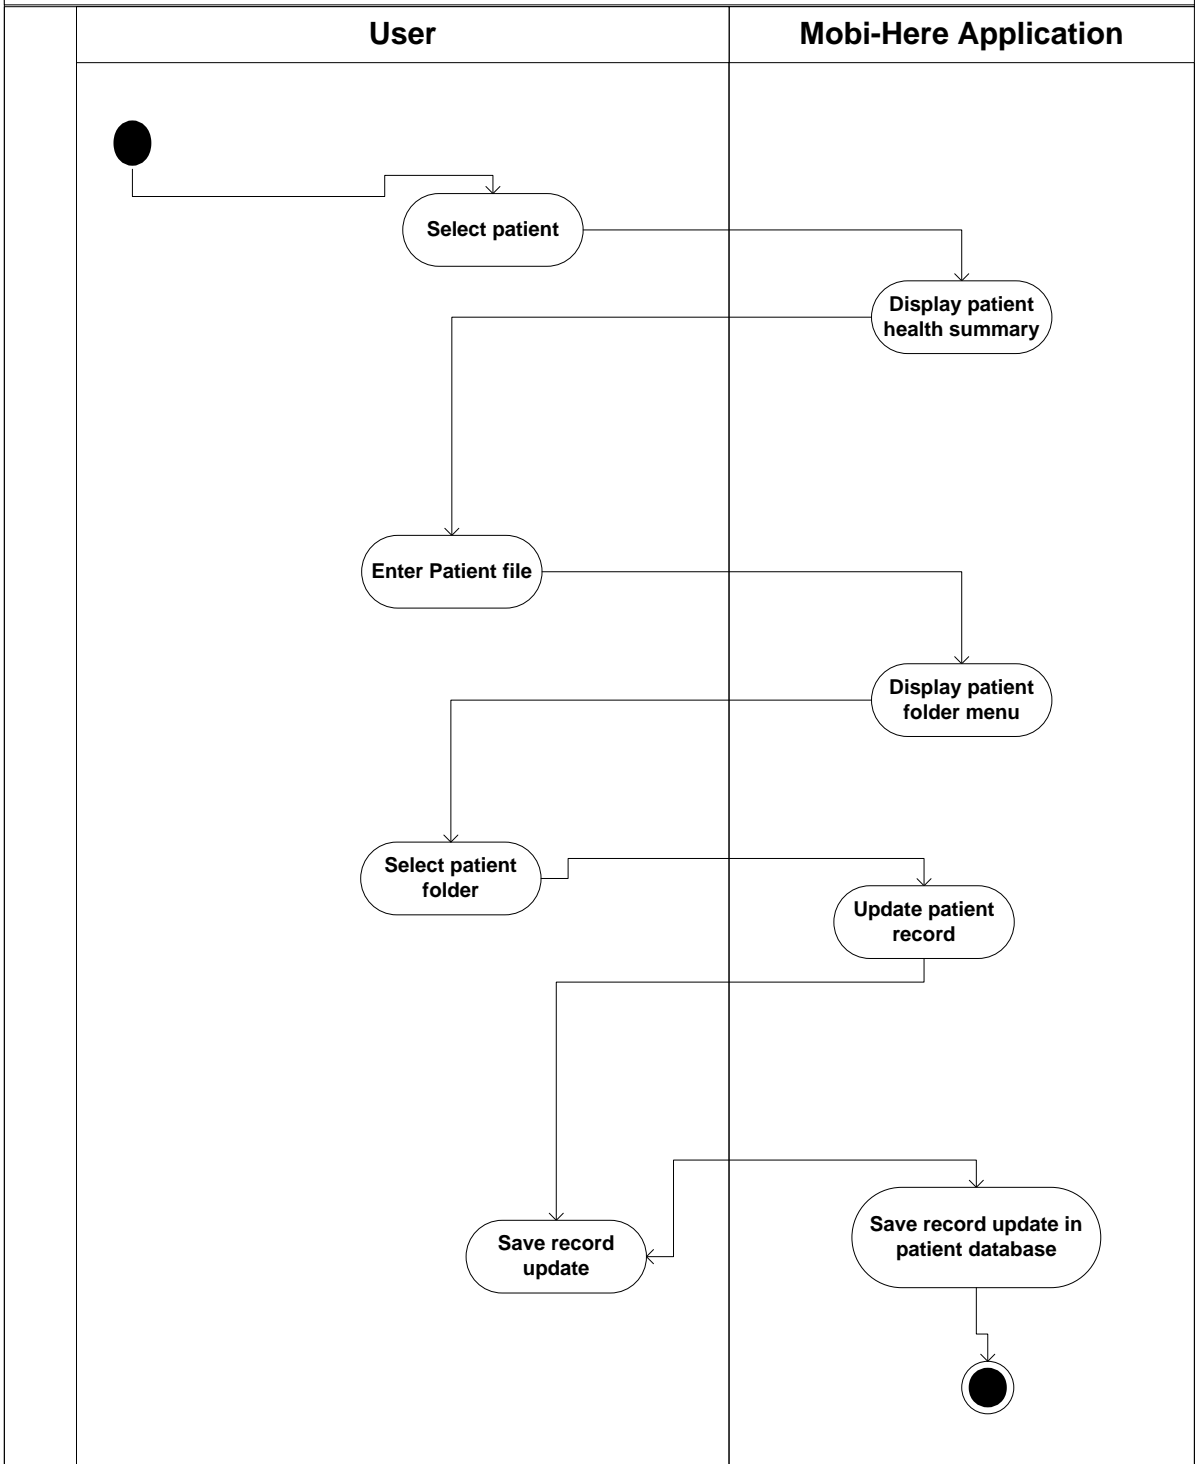 User
Mobi-Here Application
Select patient
Display patient
health summary
Enter Patient file
Display patient
folder menu
Select patient
folder
Update patient
record
Save record update in
patient database
Save record
update